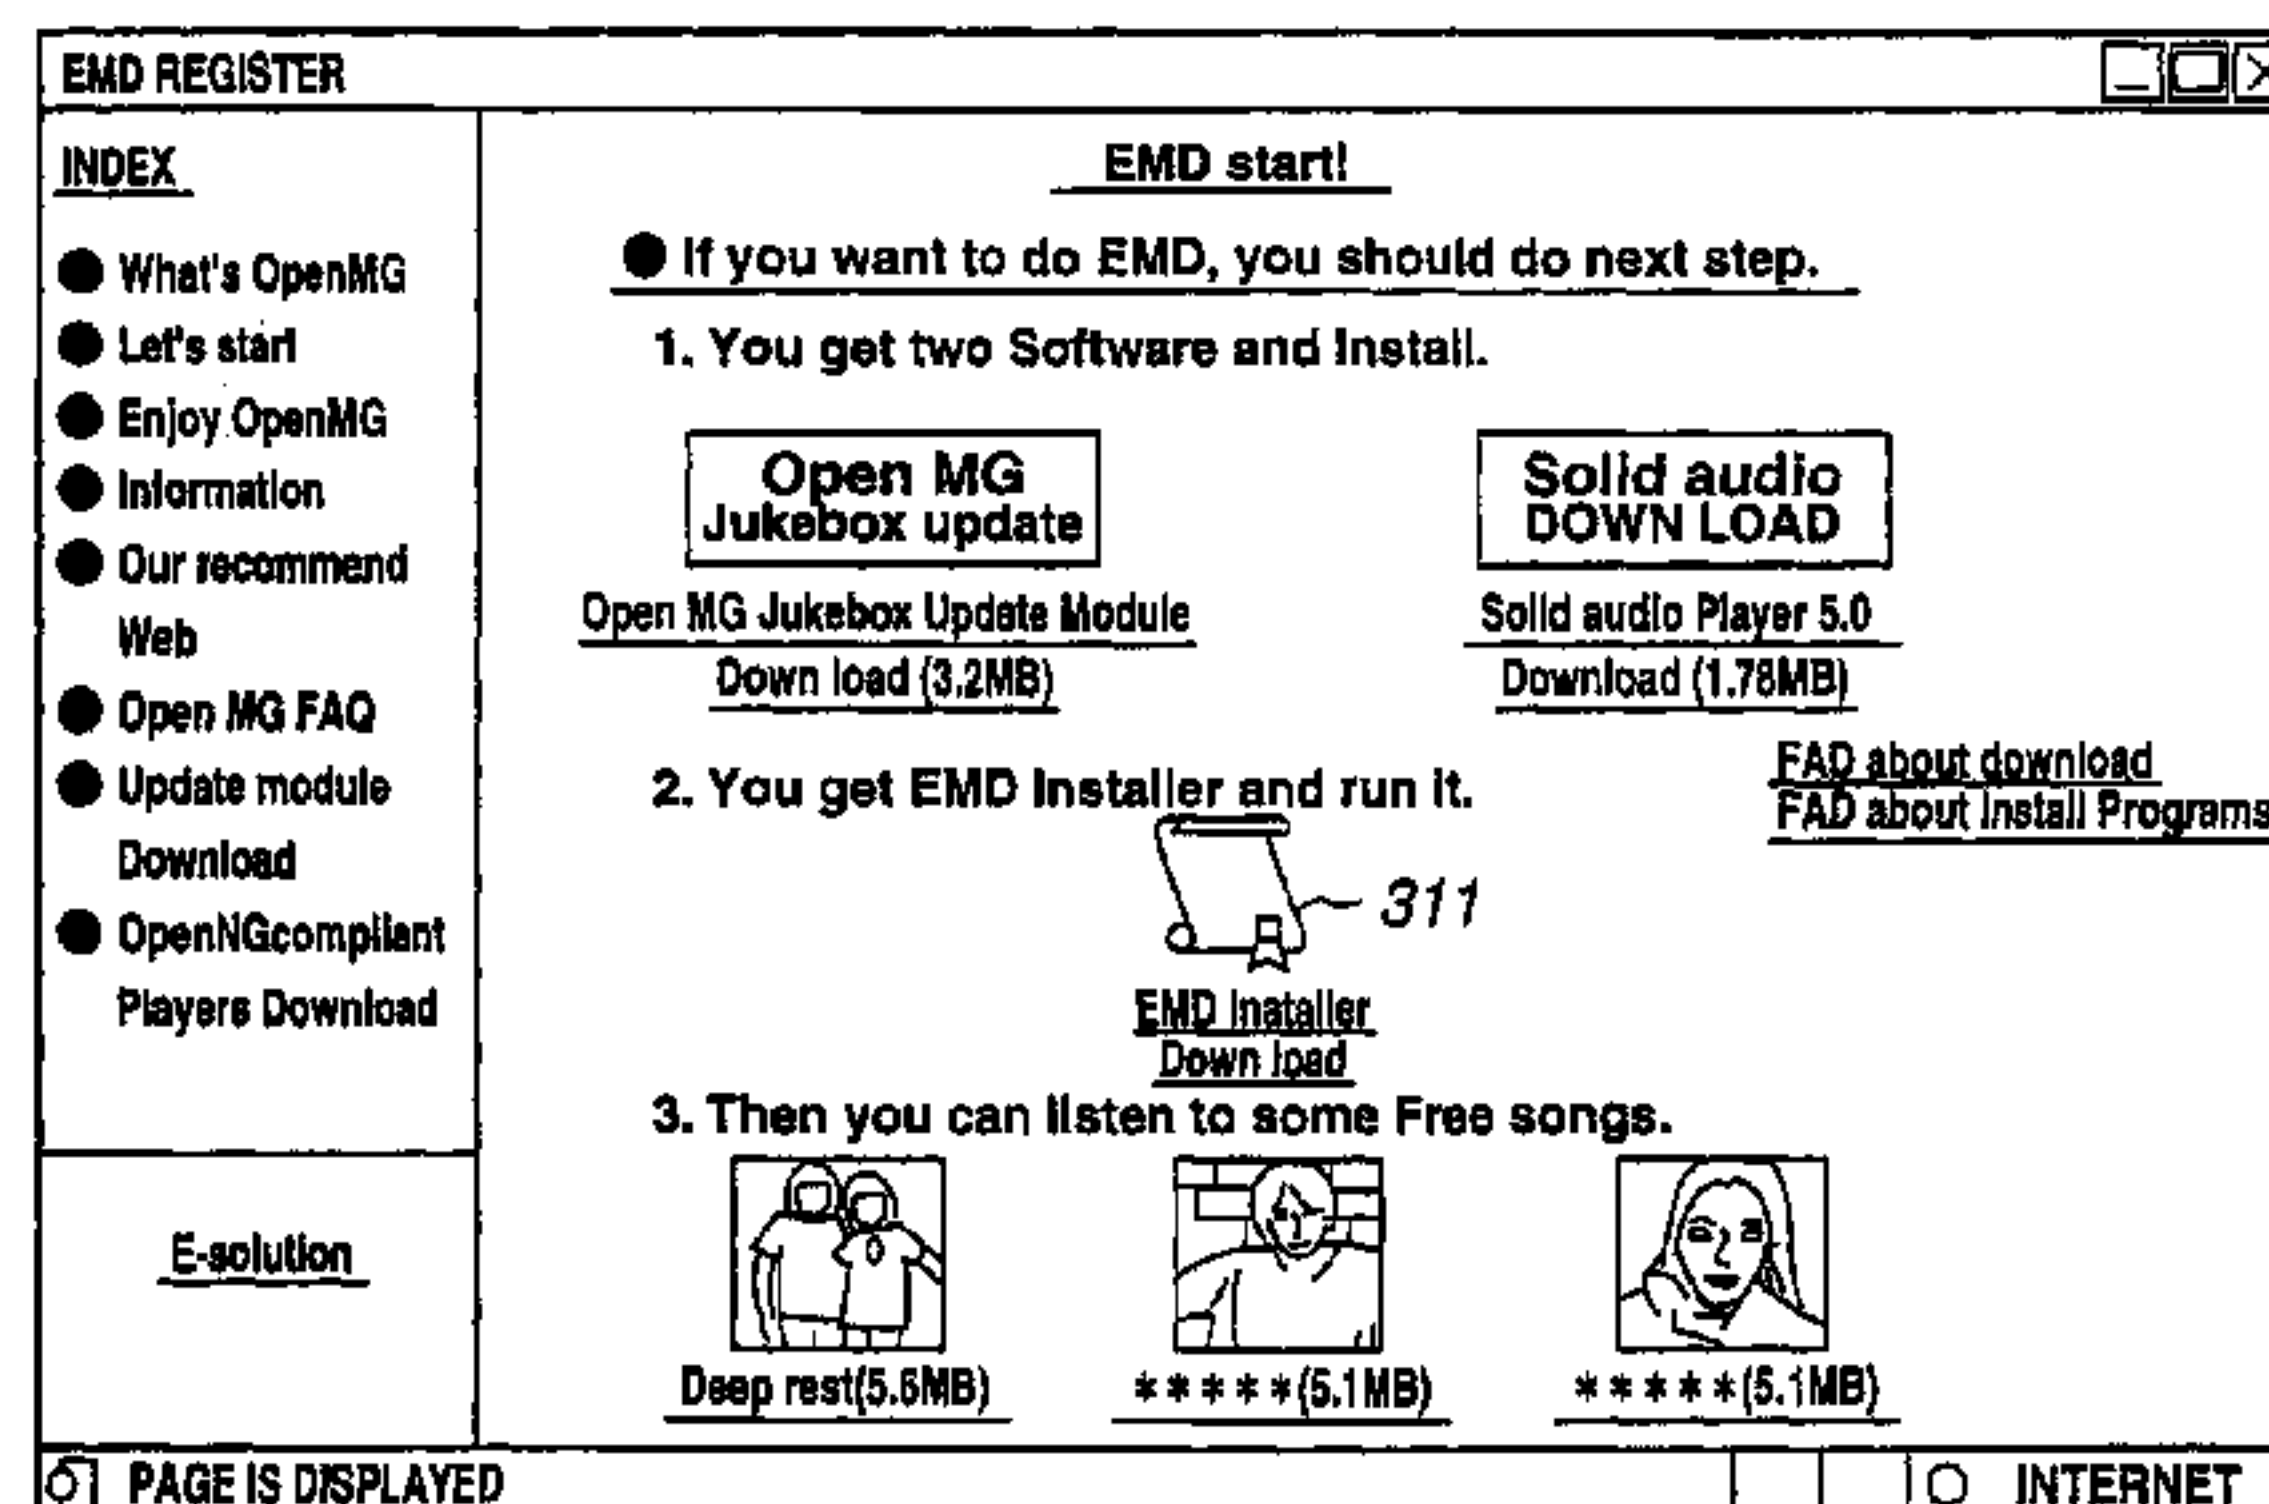 EMD REGISTER
INDEX
● What's OpenMG
● Let's start
● Enjoy OpenMG
● Information
● Our recommend
Web
● Open MG FAQ
● Update module
Download
● OpenNGcompliant
Players Download
E-solution
EMD start!
● If you want to do EMD, you should do next step.
1. You get two Software and Install.
Open MG
Jukebox update
Solid audio
DOWN LOAD
Open MG Jukebox Update Module
Down load (3.2MB)
Solid audio Player 5.0
Download (1.78MB)
FAD about download
FAD about Install Programs
2. You get EMD Installer and run it.
311
EMD Inataller
Down load
3. Then you can listen to some Free songs.
Deep rest(5.6MB)
*****(5.1MB)
*****(5.1MB)
PAGE IS DISPLAYED
INTERNET